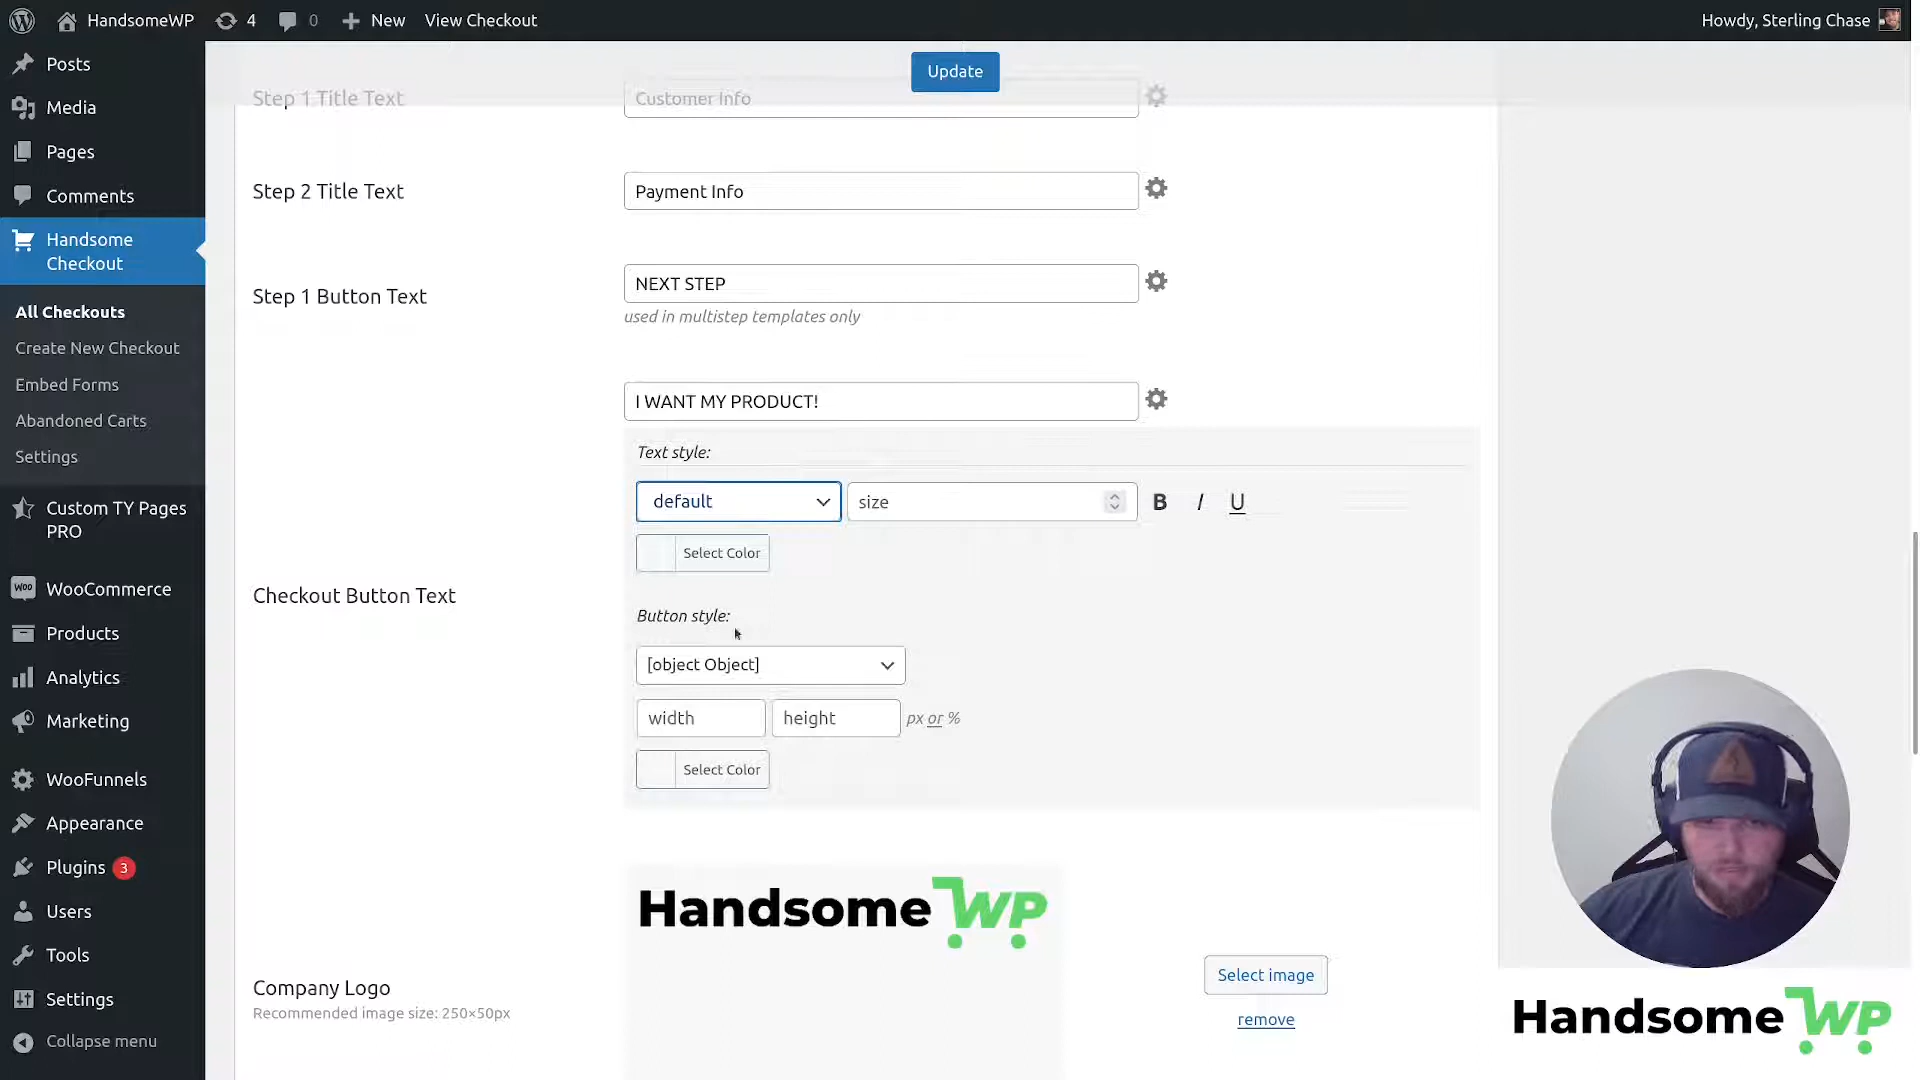 HandsomeWP
4
0
New
View Checkout
Howdy, Sterling Chase
Posts
Media
Pages
Comments
Handsome
Checkout
All Checkouts
Create New Checkout
Embed Forms
Abandoned Carts
Settings
Custom TY Pages
PRO
WOO
WooCommerce
Products
Analytics
Marketing
WooFunnels
Appearance
Plugins 3
Users
Tools
Settings
Collapse menu
Update
Step 1 Title Text
Customer Info
Step 2 Title Text
Payment Info
Step 1 Button Text
NEXT STEP
used in multistep templates only
Checkout Button Text
I WANT MY PRODUCT!
Text style:
default
size
B I U
Select Color
Button style:
[object Object]
width
height
px or %
Select Color
Company Logo
Recommended image size: 250×50px
Handsome WP
Select image
remove
Handsome WP